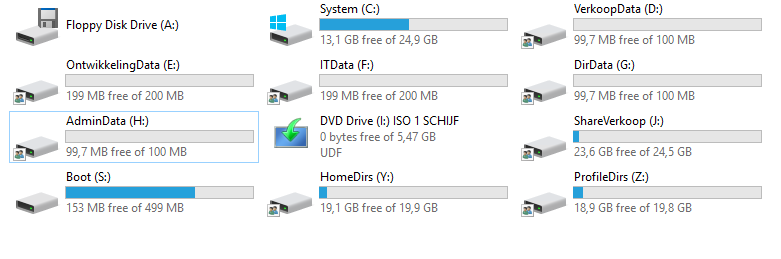 Floppy Disk Drive (A:)
System (C:)
13,1 GB free of 24,9 GB
VerkoopData (D:)
99,7 MB free of 100 MB
OntwikkelingData (E:)
199 MB free of 200 MB
ITData (F:)
199 MB free of 200 MB
DirData (G:)
99,7 MB free of 100 MB
AdminData (H:)
99,7 MB free of 100 MB
DVD Drive (I:) ISO 1 SCHIJF
0 bytes free of 5,47 GB
UDF
ShareVerkoop (J:)
23,6 GB free of 24,5 GB
Boot (S:)
153 MB free of 499 MB
HomeDirs (Y:)
19,1 GB free of 19,9 GB
ProfileDirs (Z:)
18,9 GB free of 19,8 GB